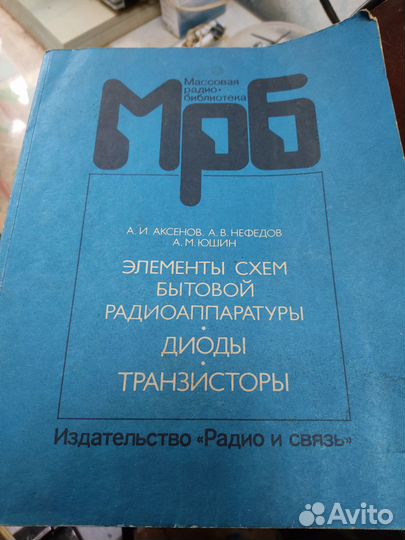 Массовая
радио-
библиотека
Мрб
А. И. АКСЕНОВ, А. В. НЕФЕДОВ
А. М. ЮШИН
ЭЛЕМЕНТЫ СХЕМ
БЫТОВОЙ
РАДИОАППАРАТУРЫ
•
ДИОДЫ
•
ТРАНЗИСТОРЫ
Издательство «Радио и связь»
Avito